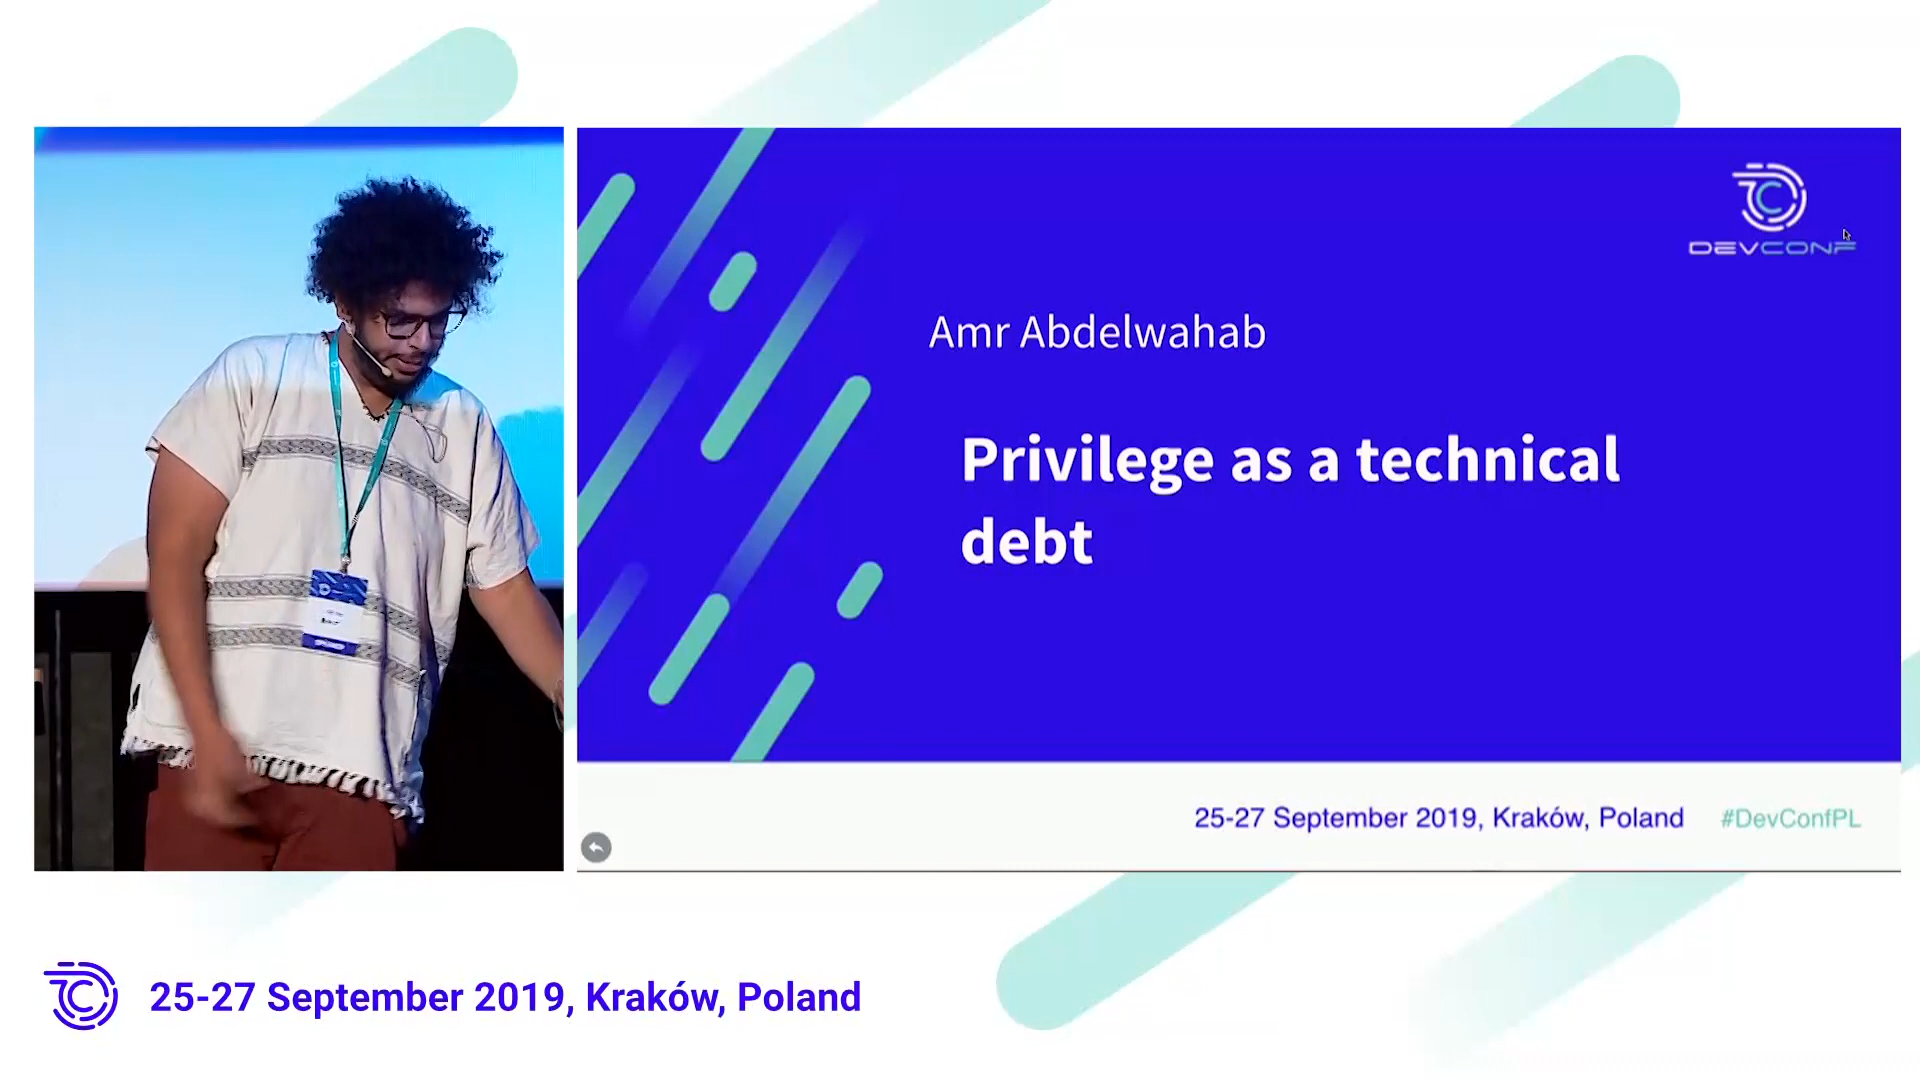 DEVCONF
Amr Abdelwahab
Privilege as a technical
debt
25-27 September 2019, Kraków, Poland #DevConfPL
25-27 September 2019, Kraków, Poland